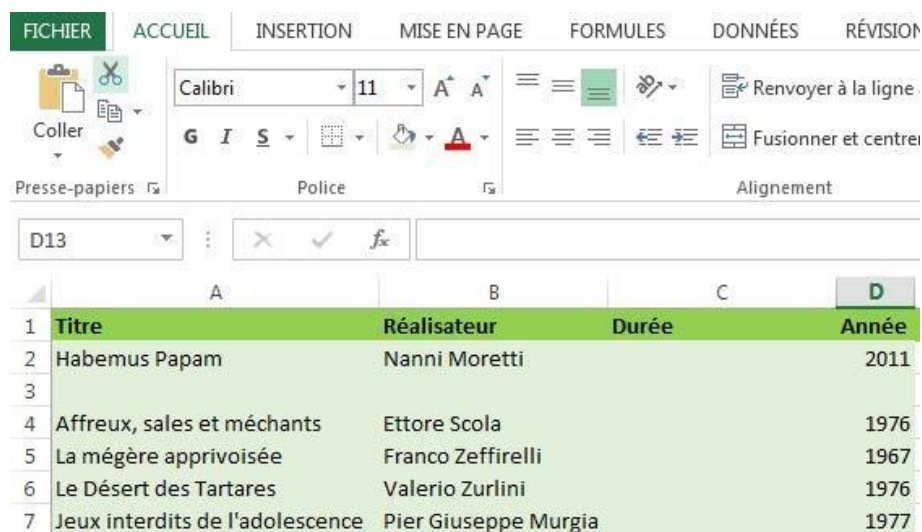 FICHIER ACCUEIL INSERTION MISE EN PAGE FORMULES DONNÉES RÉVISION
Calibri 11 A A Renvoyer à la ligne
Coller G I S A Fusionner et centrer
Presse-papiers Police Alignement
D13 fx
A B C D
1 Titre Réalisateur Durée Année
2 Habemus Papam Nanni Moretti 2011
3
4 Affreux, sales et méchants Ettore Scola 1976
5 La mégère apprivoisée Franco Zeffirelli 1967
6 Le Désert des Tartares Valerio Zurlini 1976
7 Jeux interdits de l'adolescence Pier Giuseppe Murgia 1977